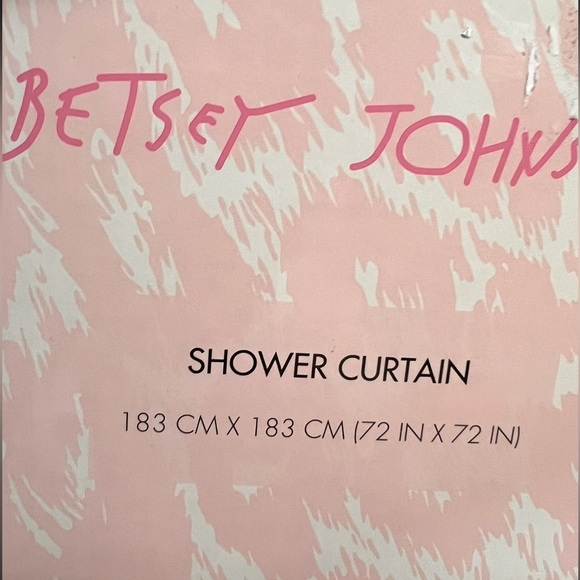 BETSEY JOHNS
SHOWER CURTAIN
183 CM X 183 CM (72 IN X 72 IN)